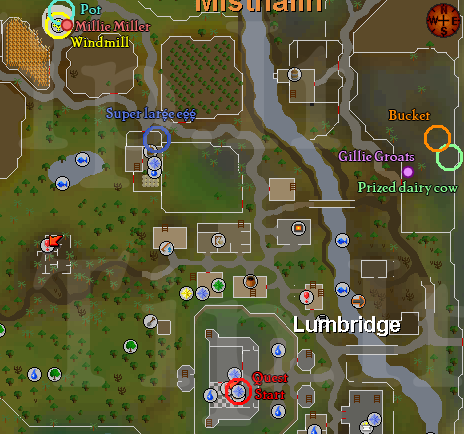 Misthalin
Pot
Millie Miller
Windmill
Super large egg
Bucket
Gillie Groats
Prized dairy cow
Lumbridge
Quest
Start
N
W E
S